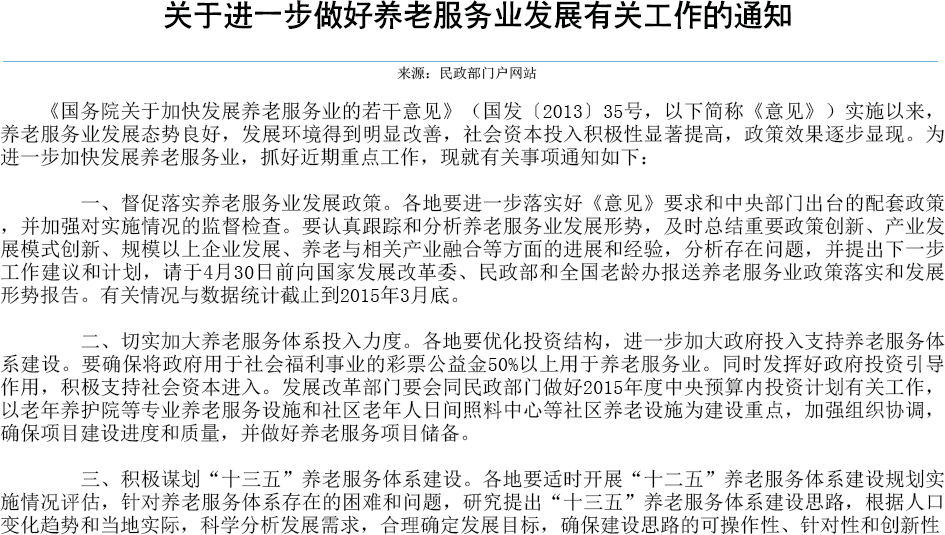 关于进一步做好养老服务业发展有关工作的通知
来源：民政部门户网站
《国务院关于加快发展养老服务业的若干意见》（国发〔2013〕35号，以下简称《意见》）实施以来，
养老服务业发展态势良好，发展环境得到明显改善，社会资本投入积极性显著提高，政策效果逐步显现。为
进一步加快发展养老服务业，抓好近期重点工作，现就有关事项通知如下：
一、督促落实养老服务业发展政策。各地要进一步落实好《意见》要求和中央部门出台的配套政策
，并加强对实施情况的监督检查。要认真跟踪和分析养老服务业发展形势，及时总结重要政策创新、产业发
展模式创新、规模以上企业发展、养老与相关产业融合等方面的进展和经验，分析存在问题，并提出下一步
工作建议和计划，请于4月30日前向国家发展改革委、民政部和全国老龄办报送养老服务业政策落实和发展
形势报告。有关情况与数据统计截止到2015年3月底。
二、切实加大养老服务体系投入力度。各地要优化投资结构，进一步加大政府投入支持养老服务体
系建设。要确保将政府用于社会福利事业的彩票公益金50%以上用于养老服务业。同时发挥好政府投资引导
作用，积极支持社会资本进入。发展改革部门要会同民政部门做好2015年度中央预算内投资计划有关工作，
以老年养护院等专业养老服务设施和社区老年人日间照料中心等社区养老设施为建设重点，加强组织协调，
确保项目建设进度和质量，并做好养老服务项目储备。
三、积极谋划“十三五”养老服务体系建设。各地要适时开展“十二五”养老服务体系建设规划实
施情况评估，针对养老服务体系存在的困难和问题，研究提出“十三五”养老服务体系建设思路，根据人口
变化趋势和当地实际，科学分析发展需求，合理确定发展目标，确保建设思路的可操作性、针对性和创新性